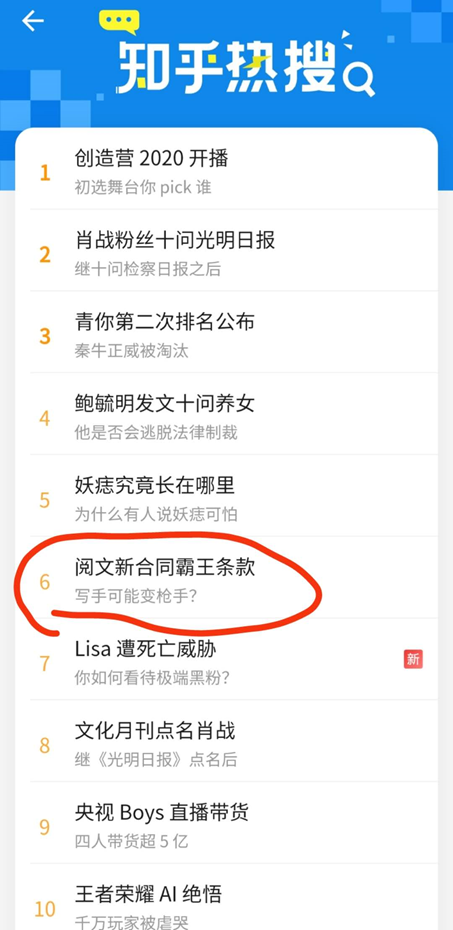 知乎热搜
1
创造营 2020 开播
初选舞台你 pick 谁
2
肖战粉丝十问光明日报
继十问检察日报之后
3
青你第二次排名公布
秦牛正威被淘汰
4
鲍毓明发文十问养女
他是否会逃脱法律制裁
5
妖痣究竟长在哪里
为什么有人说妖痣可怕
6
阅文新合同霸王条款
写手可能变枪手?
7
Lisa 遭死亡威胁
新
你如何看待极端黑粉?
8
文化月刊点名肖战
继《光明日报》点名后
9
央视 Boys 直播带货
四人带货超 5 亿
10
王者荣耀 AI 绝悟
千万玩家被虐哭